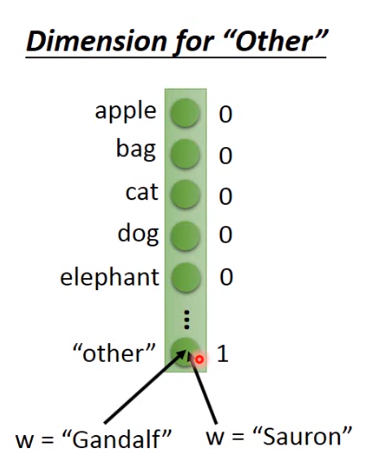 Dimension for “Other”
apple 0
bag 0
cat 0
dog 0
elephant 0
⋮
“other” 1
w = “Gandalf” w = “Sauron”